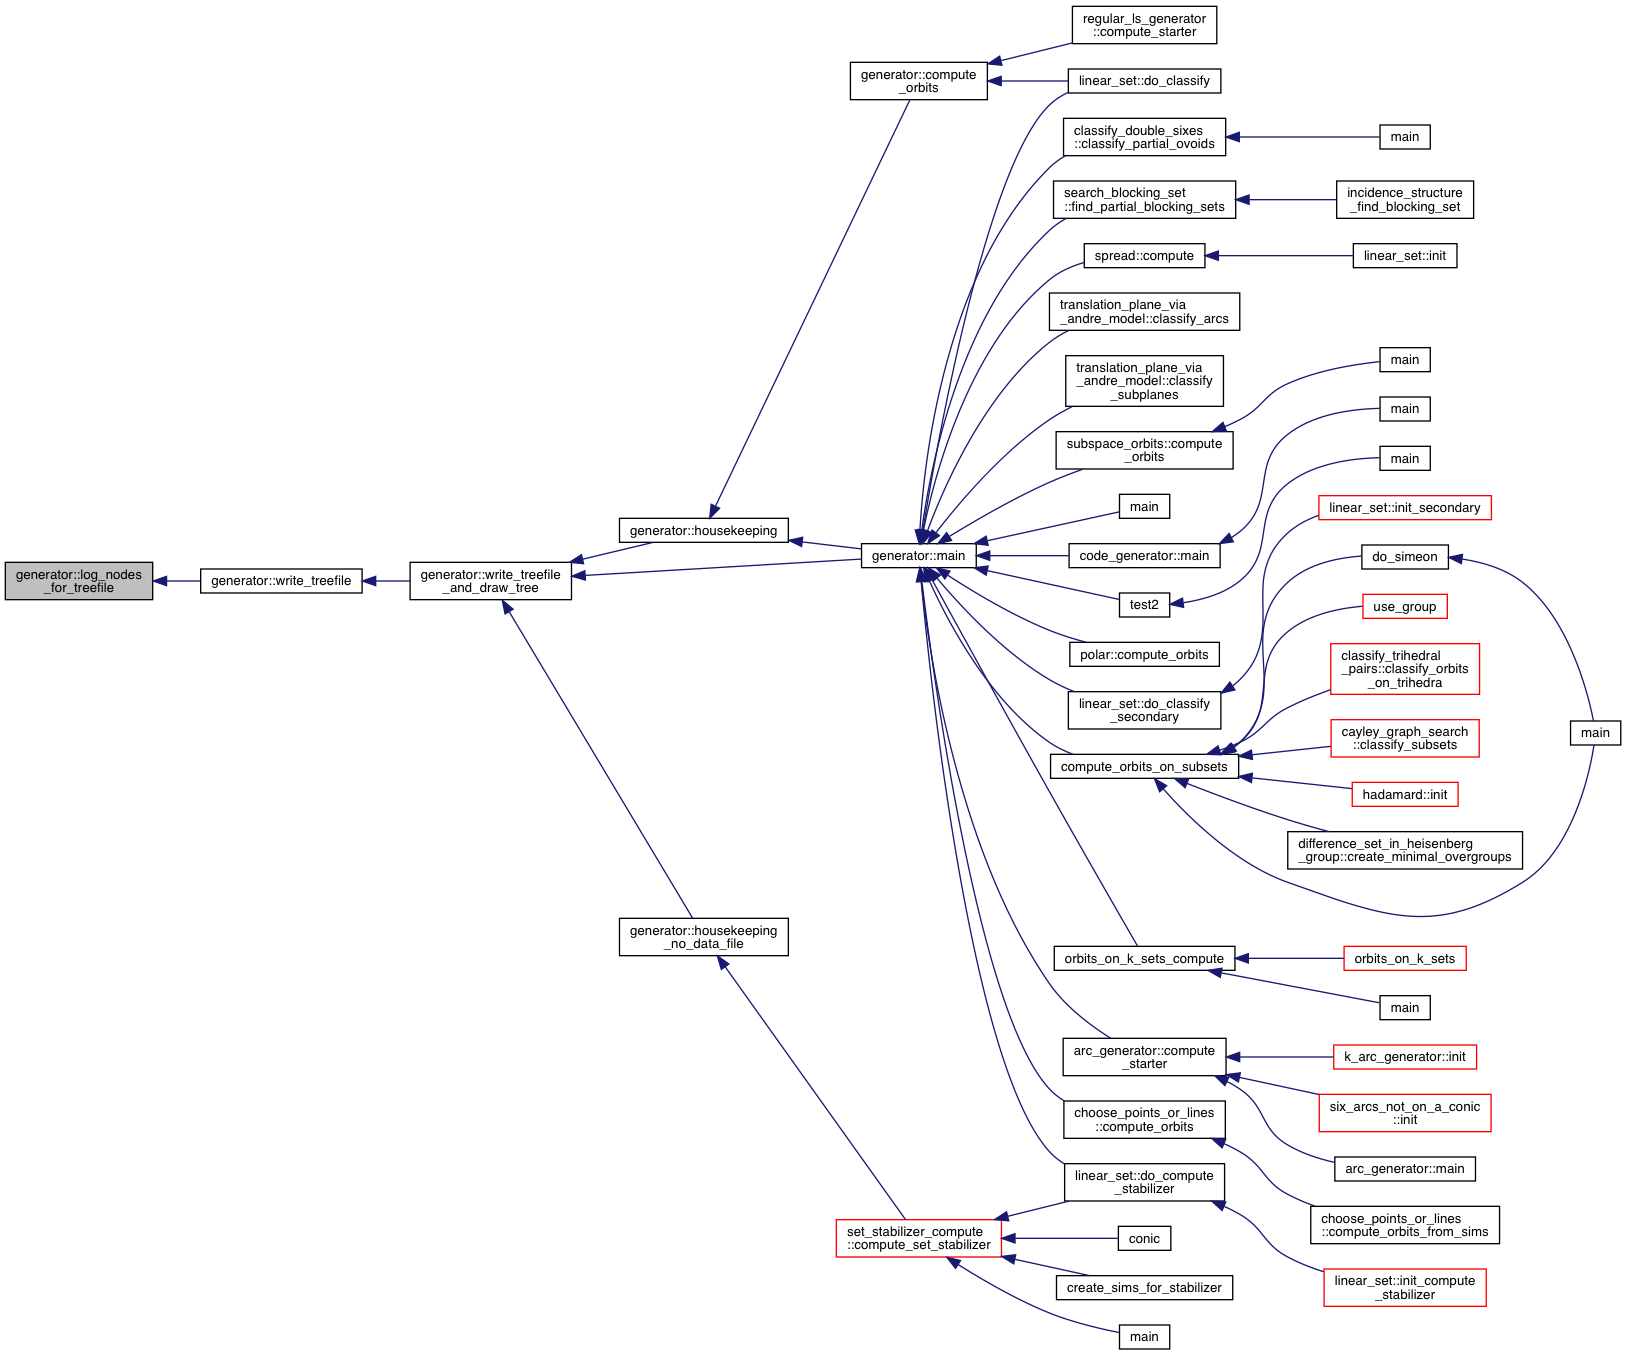 regular_ls_generator
::compute_starter
generator::compute
_orbits
linear_set::do_classify
classify_double_sixes
::classify_partial_ovoids
main
search_blocking_set
::find_partial_blocking_sets
incidence_structure
_find_blocking_set
spread::compute
linear_set::init
translation_plane_via
_andre_model::classify_arcs
translation_plane_via
_andre_model::classify
_subplanes
main
main
subspace_orbits::compute
_orbits
main
linear_set::init_secondary
main
generator::housekeeping
generator::main
code_generator::main
do_simeon
generator::log_nodes
_for_treefile
generator::write_treefile
generator::write_treefile
_and_draw_tree
test2
use_group
polar::compute_orbits
classify_trihedral
_pairs::classify_orbits
_on_trihedra
linear_set::do_classify
_secondary
cayley_graph_search
::classify_subsets
main
compute_orbits_on_subsets
hadamard::init
difference_set_in_heisenberg
_group::create_minimal_overgroups
generator::housekeeping
_no_data_file
orbits_on_k_sets_compute
orbits_on_k_sets
main
arc_generator::compute
_starter
k_arc_generator::init
six_arcs_not_on_a_conic
::init
choose_points_or_lines
::compute_orbits
arc_generator::main
linear_set::do_compute
_stabilizer
choose_points_or_lines
::compute_orbits_from_sims
set_stabilizer_compute
::compute_set_stabilizer
conic
linear_set::init_compute
_stabilizer
create_sims_for_stabilizer
main